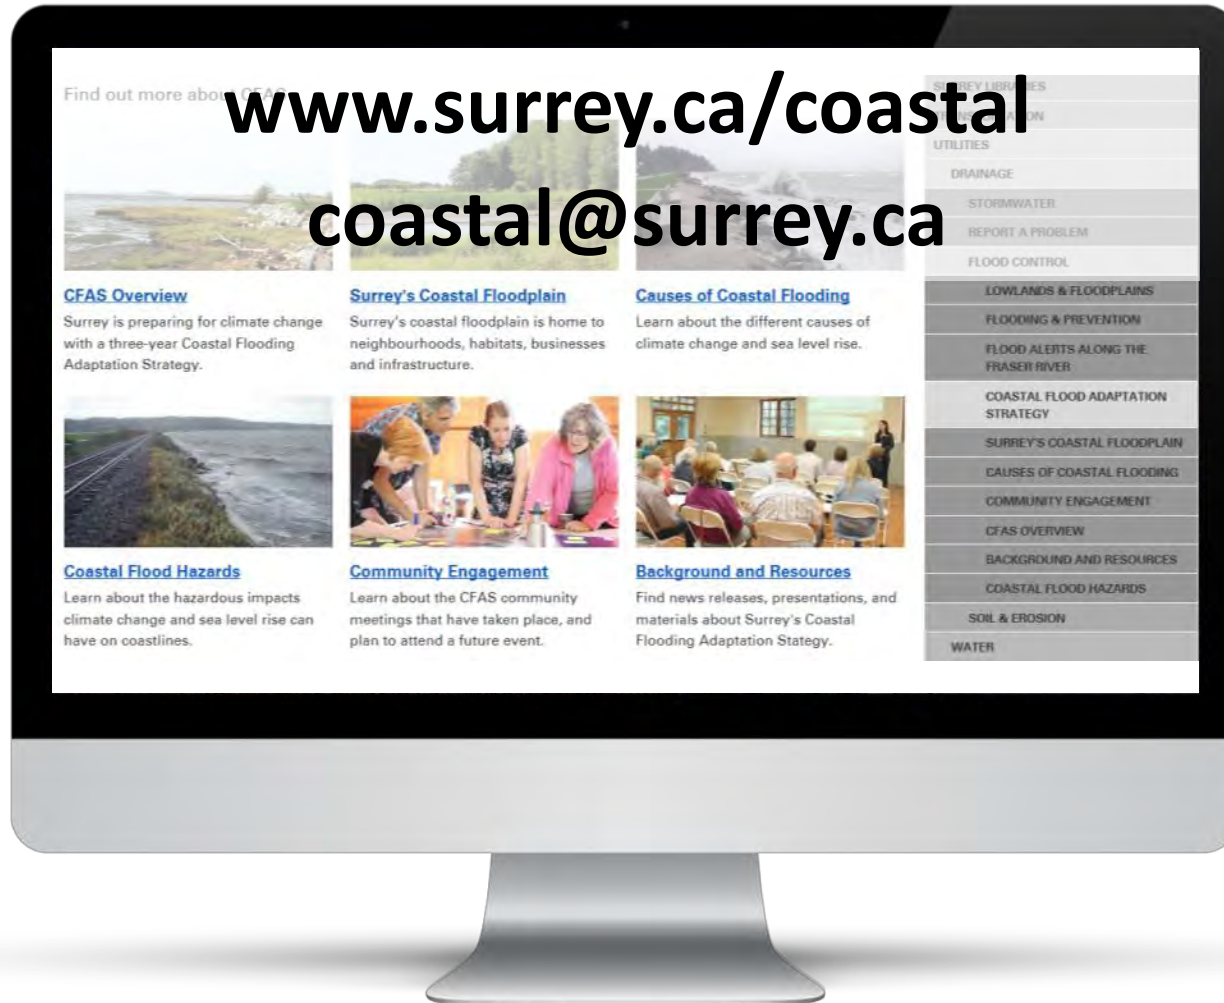 Find out more about CFAS
www.surrey.ca/coastal
coastal@surrey.ca
CFAS Overview
Surrey is preparing for climate change
with a three-year Coastal Flooding
Adaptation Strategy.
Surrey's Coastal Floodplain
Surrey's coastal floodplain is home to
neighbourhoods, habitats, businesses
and infrastructure.
Causes of Coastal Flooding
Learn about the different causes of
climate change and sea level rise.
Coastal Flood Hazards
Learn about the hazardous impacts
climate change and sea level rise can
have on coastlines.
Community Engagement
Learn about the CFAS community
meetings that have taken place, and
plan to attend a future event.
Background and Resources
Find news releases, presentations, and
materials about Surrey's Coastal
Flooding Adaptation Stategy.
SURREY LIBRARIES
UTILITIES
DRAINAGE
STORMWATER
REPORT A PROBLEM
FLOOD CONTROL
LOWLANDS & FLOODPLAINS
FLOODING & PREVENTION
FLOOD ALERTS ALONG THE
FRASER RIVER
COASTAL FLOOD ADAPTATION
STRATEGY
SURREY'S COASTAL FLOODPLAIN
CAUSES OF COASTAL FLOODING
COMMUNITY ENGAGEMENT
CFAS OVERVIEW
BACKGROUND AND RESOURCES
COASTAL FLOOD HAZARDS
SOIL & EROSION
WATER